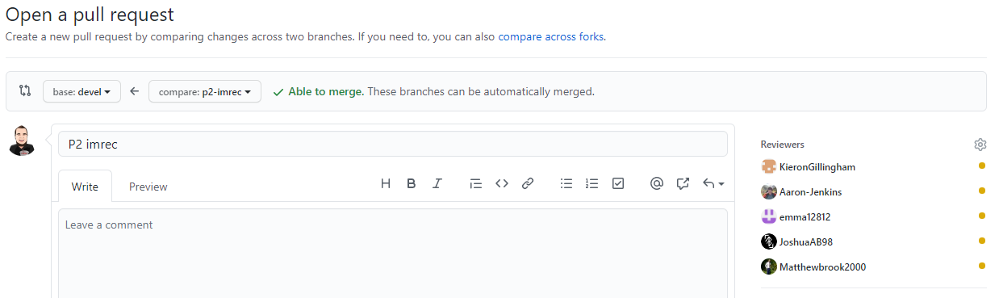 Open a pull request
Create a new pull request by comparing changes across two branches. If you need to, you can also compare across forks.
base: devel
compare: p2-imrec
Able to merge. These branches can be automatically merged.
P2 imrec
Reviewers
KieronGillingham
Aaron-Jenkins
emma12812
JoshuaAB98
Matthewbrook2000
Write
Preview
H
B
I
Leave a comment